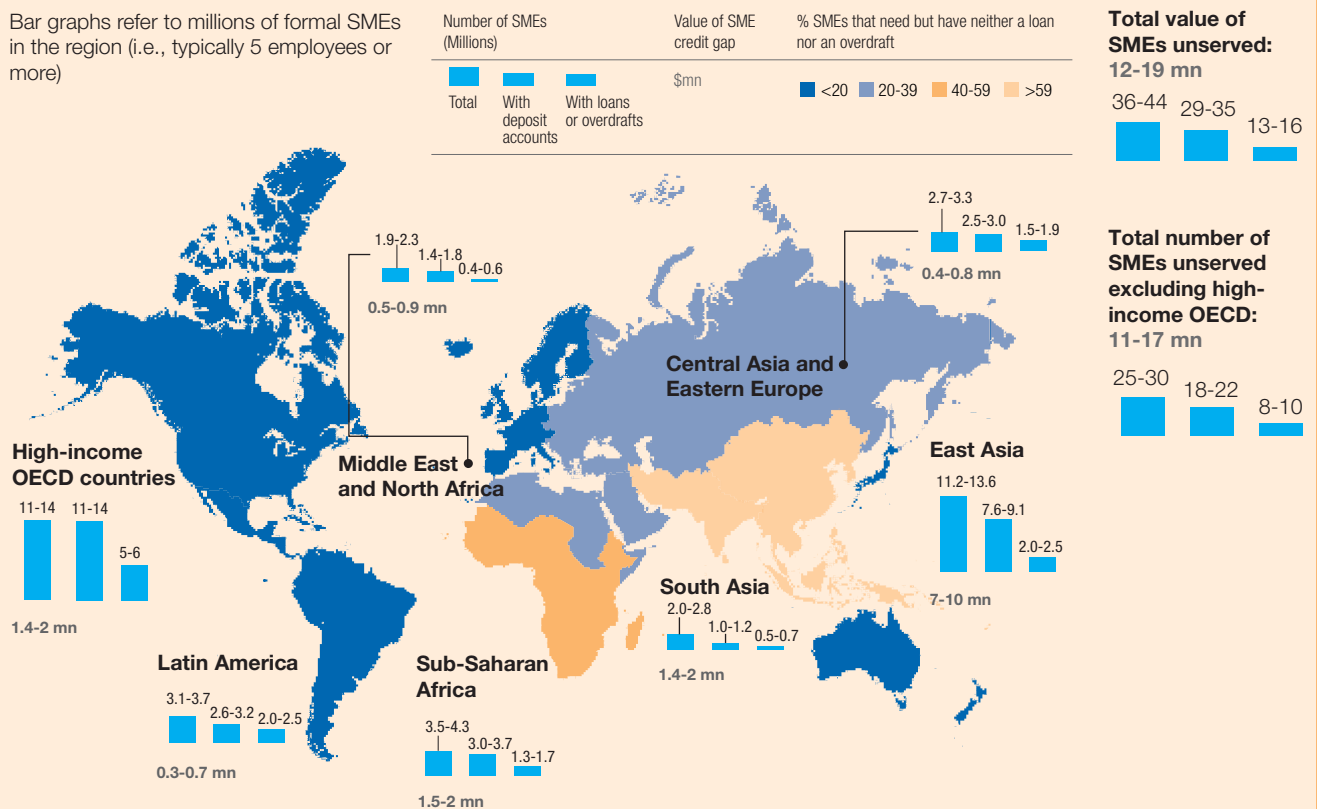 Bar graphs refer to millions of formal SMEs
in the region (i.e., typically 5 employees or
more)
Number of SMEs
(Millions)
Value of SME
credit gap
% SMEs that need but have neither a loan
nor an overdraft
$mn
<20
20-39
40-59
>59
Total
With
deposit
accounts
With loans
or overdrafts
Total value of
SMEs unserved:
12-19 mn
36-44
29-35
13-16
Total number of
SMEs unserved
excluding high-
income OECD:
11-17 mn
25-30
18-22
8-10
1.9-2.3
1.4-1.8
0.4-0.6
0.5-0.9 mn
Middle East
and North Africa
2.7-3.3
2.5-3.0
1.5-1.9
0.4-0.8 mn
Central Asia and
Eastern Europe
High-income
OECD countries
11-14
11-14
5-6
1.4-2 mn
East Asia
11.2-13.6
7.6-9.1
2.0-2.5
7-10 mn
South Asia
2.0-2.8
1.0-1.2
0.5-0.7
1.4-2 mn
Latin America
3.1-3.7
2.6-3.2
2.0-2.5
0.3-0.7 mn
Sub-Saharan
Africa
3.5-4.3
3.0-3.7
1.3-1.7
1.5-2 mn